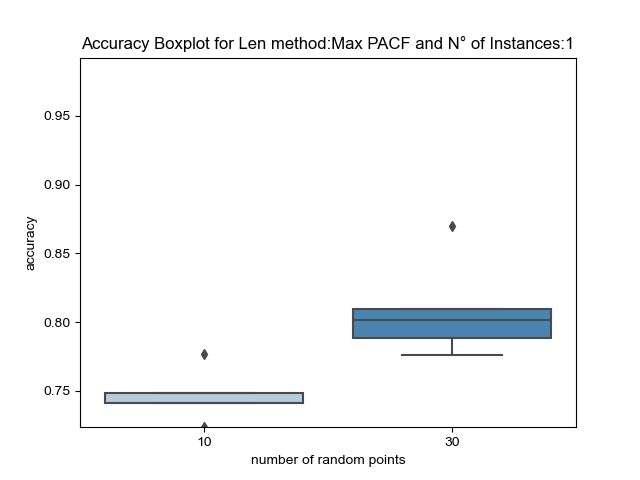 Accuracy Boxplot for Len method:Max PACF and N° of Instances:1
0.95
0.90
0.85
0.80
0.75
accuracy
10
30
number of random points